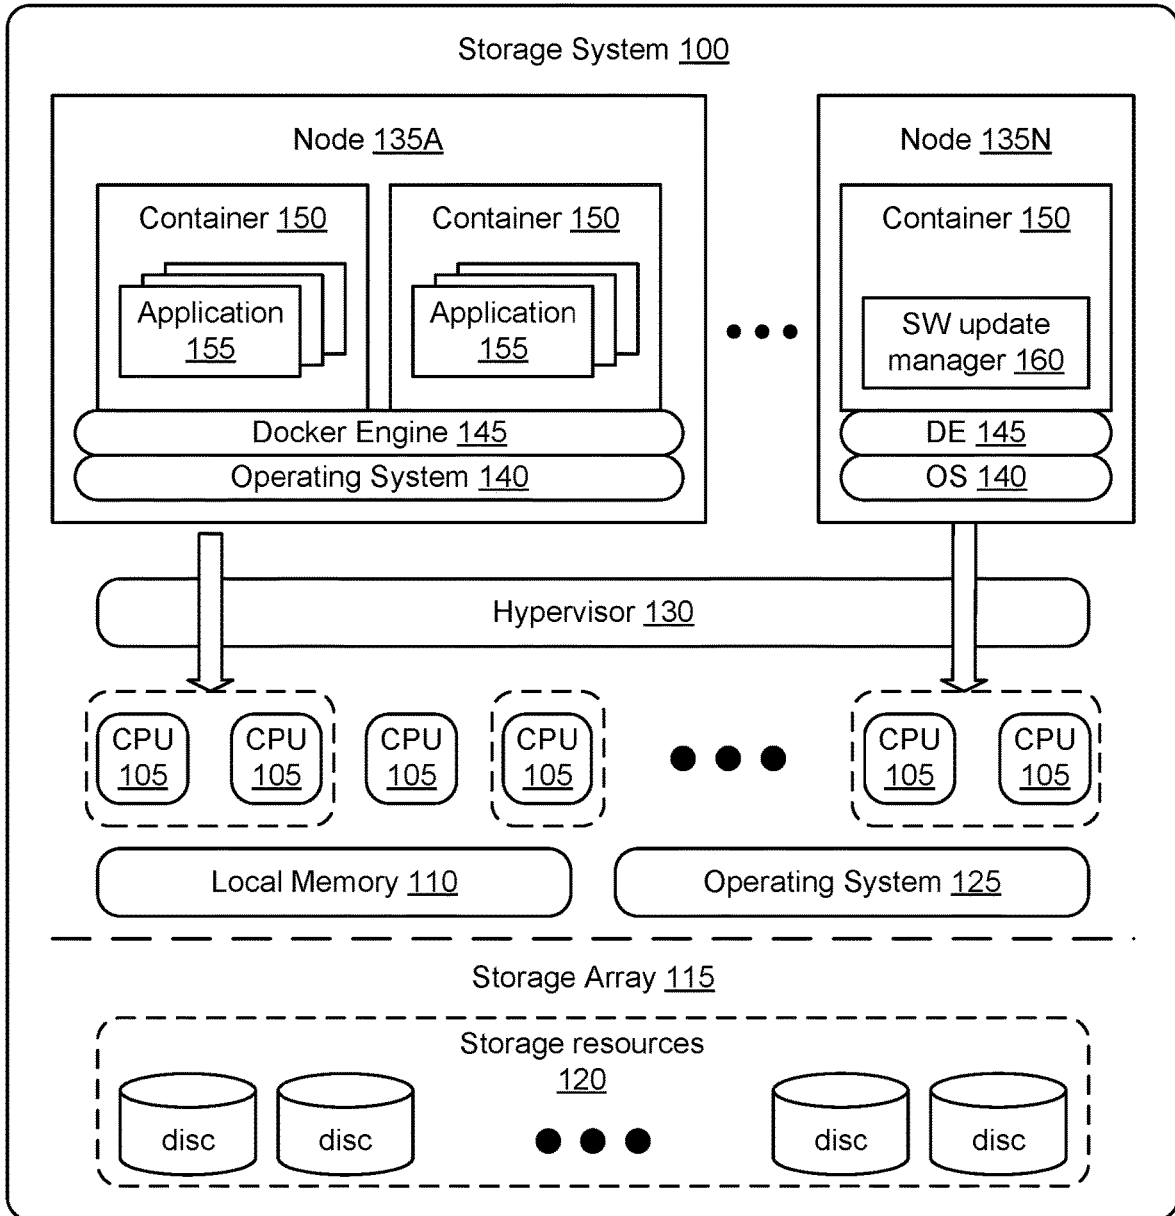 Storage System 100
Node 135A
Node 135N
Container 150
Container 150
Container 150
Application
155
Application
155
SW update
manager 160
Docker Engine 145
DE 145
Operating System 140
OS 140
Hypervisor 130
CPU
105
CPU
105
CPU
105
CPU
105
CPU
105
CPU
105
Local Memory 110
Operating System 125
Storage Array 115
Storage resources
120
disc
disc
disc
disc